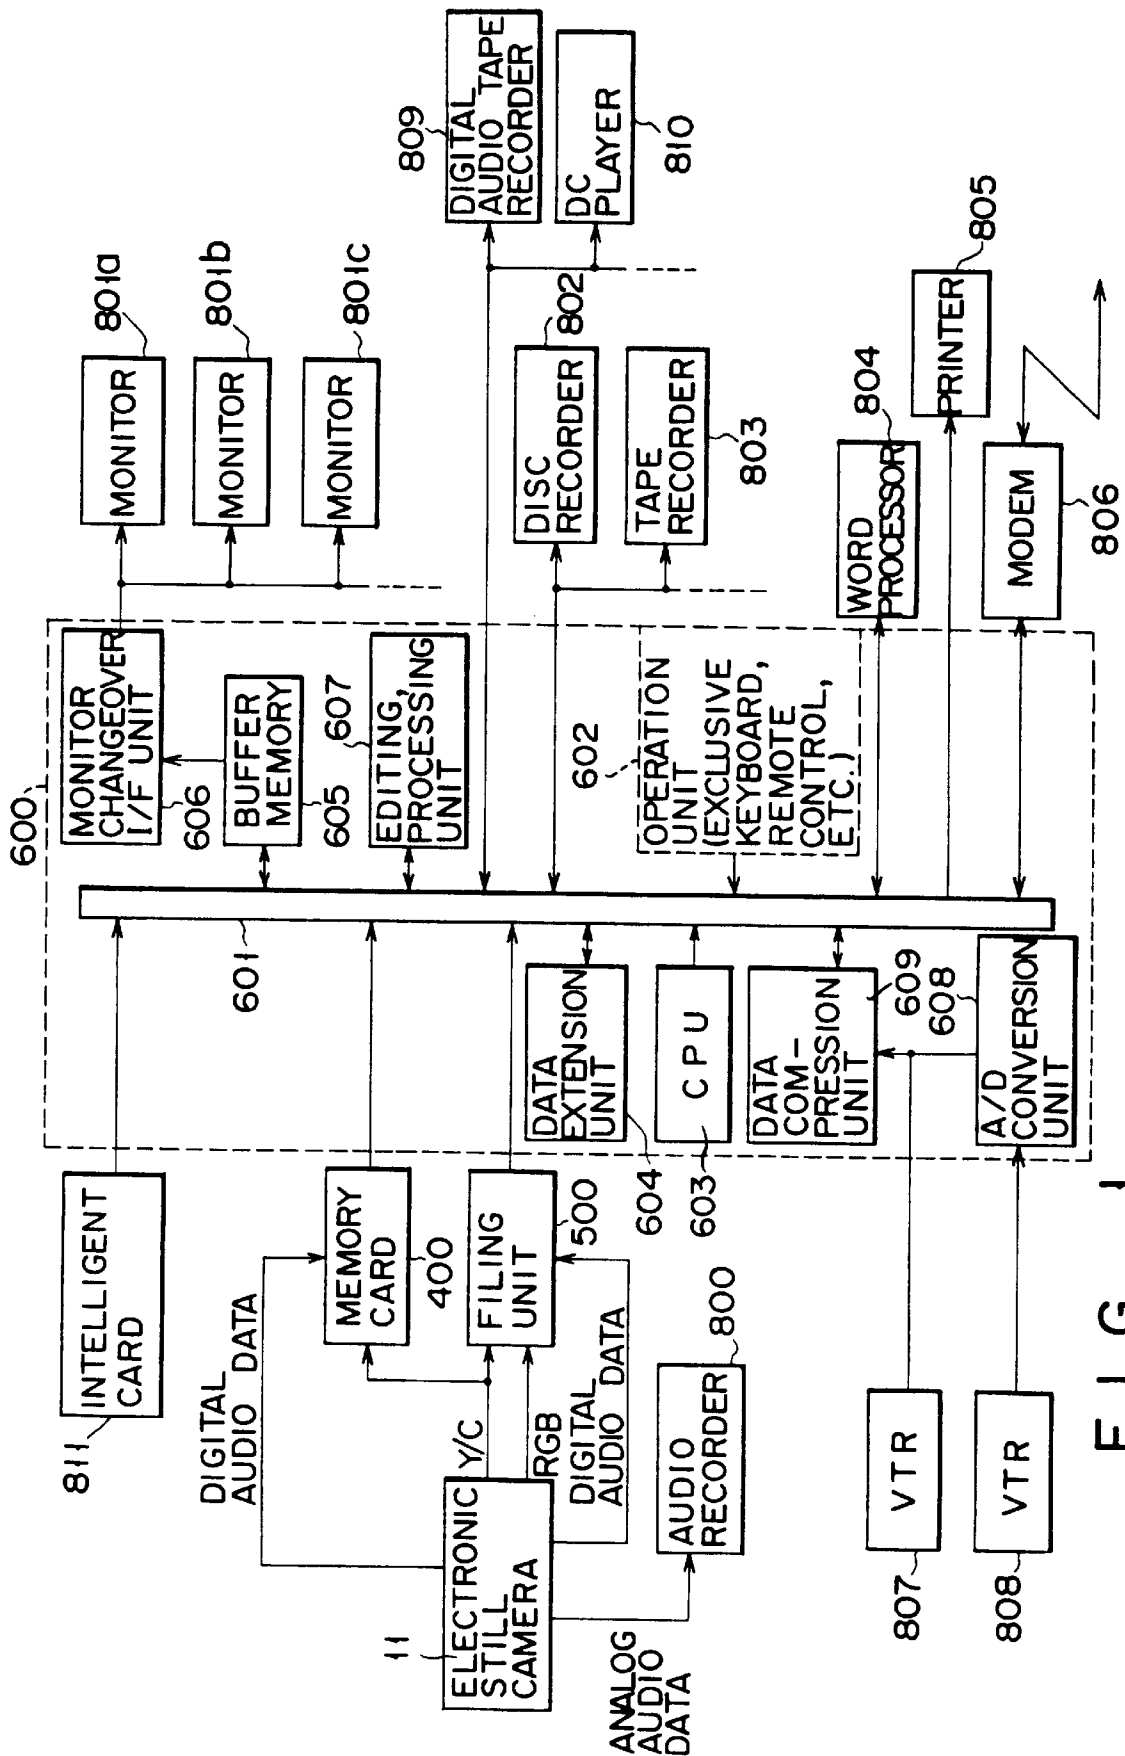 600
MONITOR
CHANGEOVER
I/F UNIT
606
BUFFER
MEMORY
605
607
EDITING,
PROCESSING
UNIT
MONITOR
801a
MONITOR
801b
MONITOR
801c
809
DIGITAL
AUDIO TAPE
RECORDER
DC
PLAYER
810
DISC
RECORDER
802
TAPE
RECORDER
803
602
OPERATION
UNIT
(EXCLUSIVE
KEYBOARD,
REMOTE
CONTROL,
ETC.)
WORD
PROCESSOR
804
PRINTER
805
MODEM
806
601
INTELLIGENT
CARD
811
DIGITAL
AUDIO DATA
MEMORY
CARD
400
FILING
UNIT
500
Y/C
RGB
DIGITAL
AUDIO DATA
11
ELECTRONIC
STILL
CAMERA
ANALOG
AUDIO
DATA
AUDIO
RECORDER
800
DATA
EXTENSION
UNIT
604
CPU
603
DATA
COM-
PRESSION
UNIT
609
608
A/D
CONVERSION
UNIT
VTR
807
VTR
808
FIG. 1